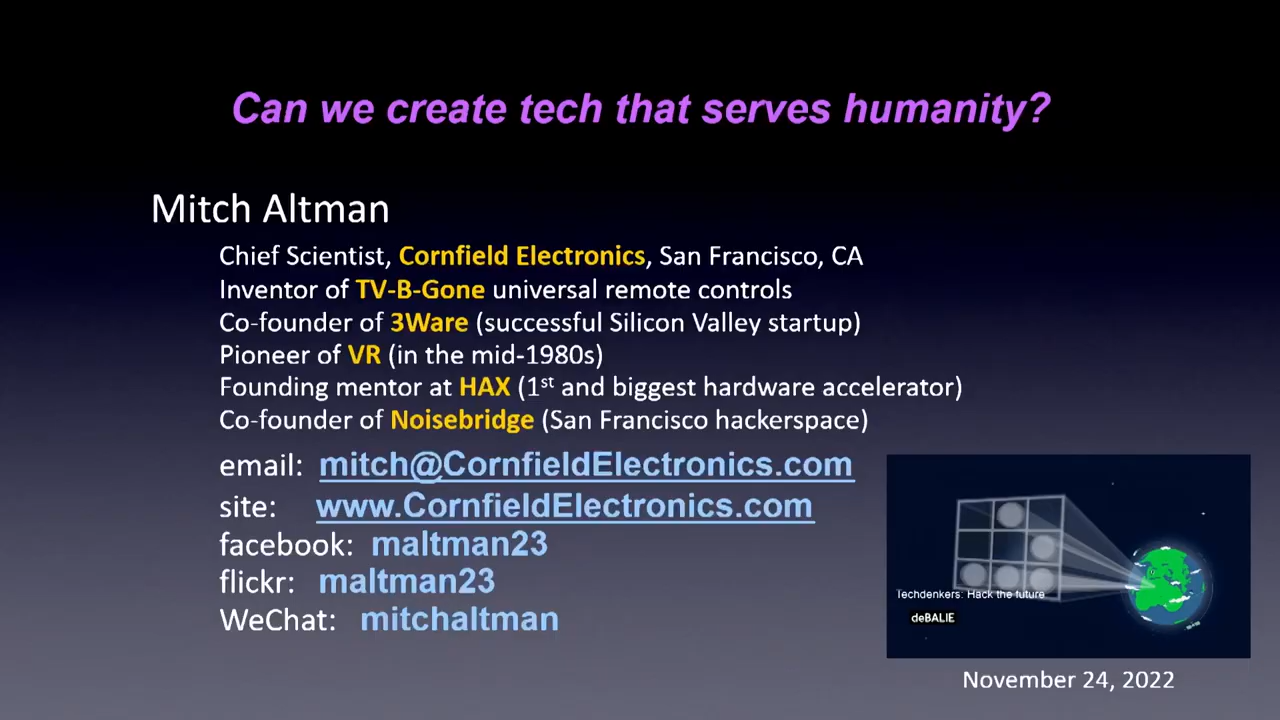 Can we create tech that serves humanity?
Mitch Altman
Chief Scientist, Cornfield Electronics, San Francisco, CA
Inventor of TV-B-Gone universal remote controls
Co-founder of 3Ware (successful Silicon Valley startup)
Pioneer of VR (in the mid-1980s)
Founding mentor at HAX (1st and biggest hardware accelerator)
Co-founder of Noisebridge (San Francisco hackerspace)
email: mitch@CornfieldElectronics.com
site: www.CornfieldElectronics.com
facebook: maltman23
flickr: maltman23
WeChat: mitchaltman
Techdenkers: Hack the future
deBALIE
November 24, 2022